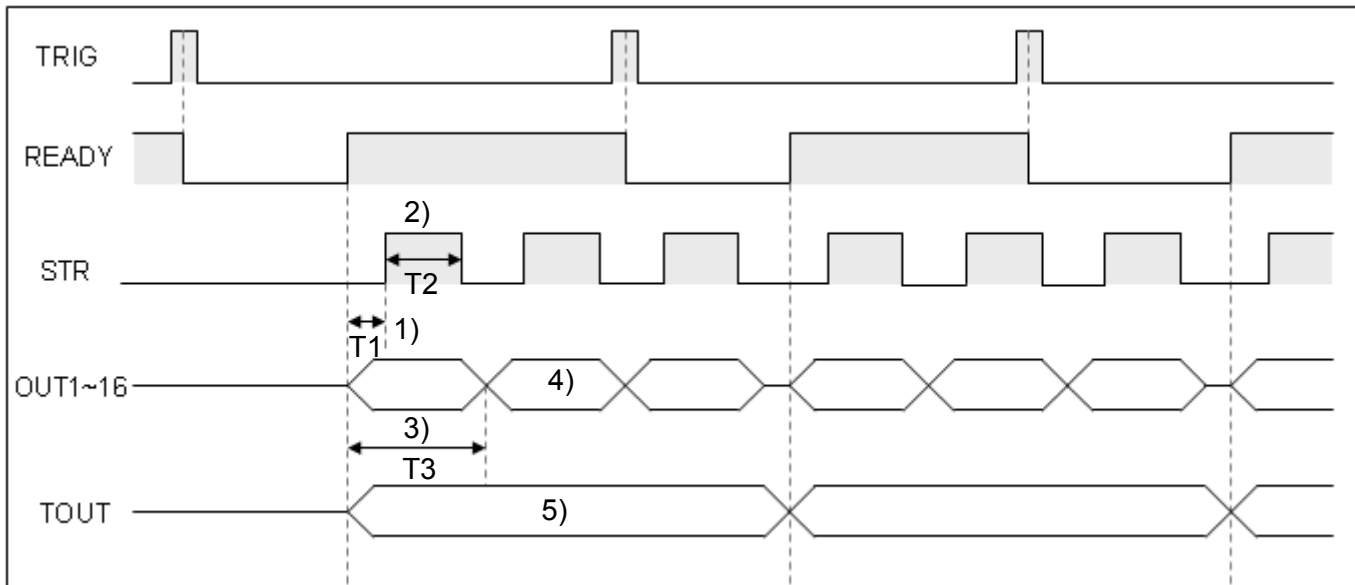 TRIG
READY
2)
STR
T2
1)
T1
OUT1~16
4)
3)
T3
TOUT
5)